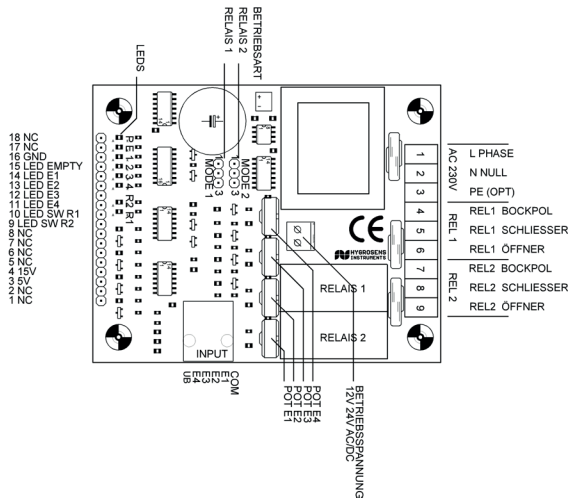 BETRIEBSART
RELAIS 2
RELAIS 1
LEDS
18 NC
17 NC
16 GND
15 LED EMPTY
14 LED E1
13 LED E2
12 LED E3
11 LED E4
10 LED SW R1
9 LED SW R2
8 NC
7 NC
6 NC
5 NC
4 15V
3 5V
2 NC
1 NC
P E 1 2 3 4 R2 R1
1 3
MODE 1
1 3
MODE 2
CE
HYGROSENS
INSTRUMENTS
RELAIS 1
RELAIS 2
INPUT
COM
E1
E2
E3
E4
UB
POT E4
POT E3
POT E2
POT E1
BETRIEBSSPANNUNG
12V 24V AC/DC
AC 230V
1 L PHASE
2 N NULL
3 PE (OPT)
REL 1
4 REL1 BOCKPOL
5 REL1 SCHLIESSER
6 REL1 ÖFFNER
REL 2
7 REL2 BOCKPOL
8 REL2 SCHLIESSER
9 REL2 ÖFFNER